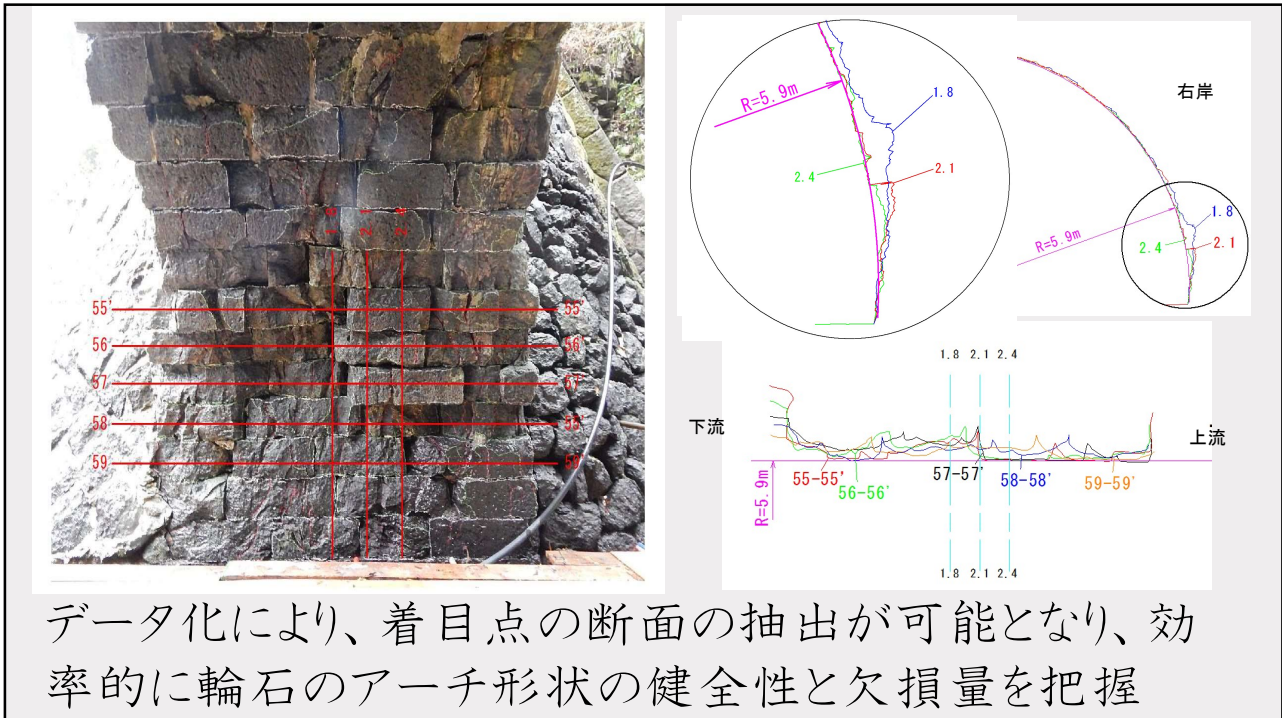 55' 55'
56 56'
57 57'
58
59
R=5.9m
1.8
2.4
2.1
右岸
R=5.9m
1.8
2.4
2.1
1.8 2.1 2.4
下流
上流
R=5.9m
55-55'
56-56'
57-57'
58-58'
59-59'
1.8 2.1 2.4
データ化により、着目点の断面の抽出が可能となり、効
率的に輪石のアーチ形状の健全性と欠損量を把握